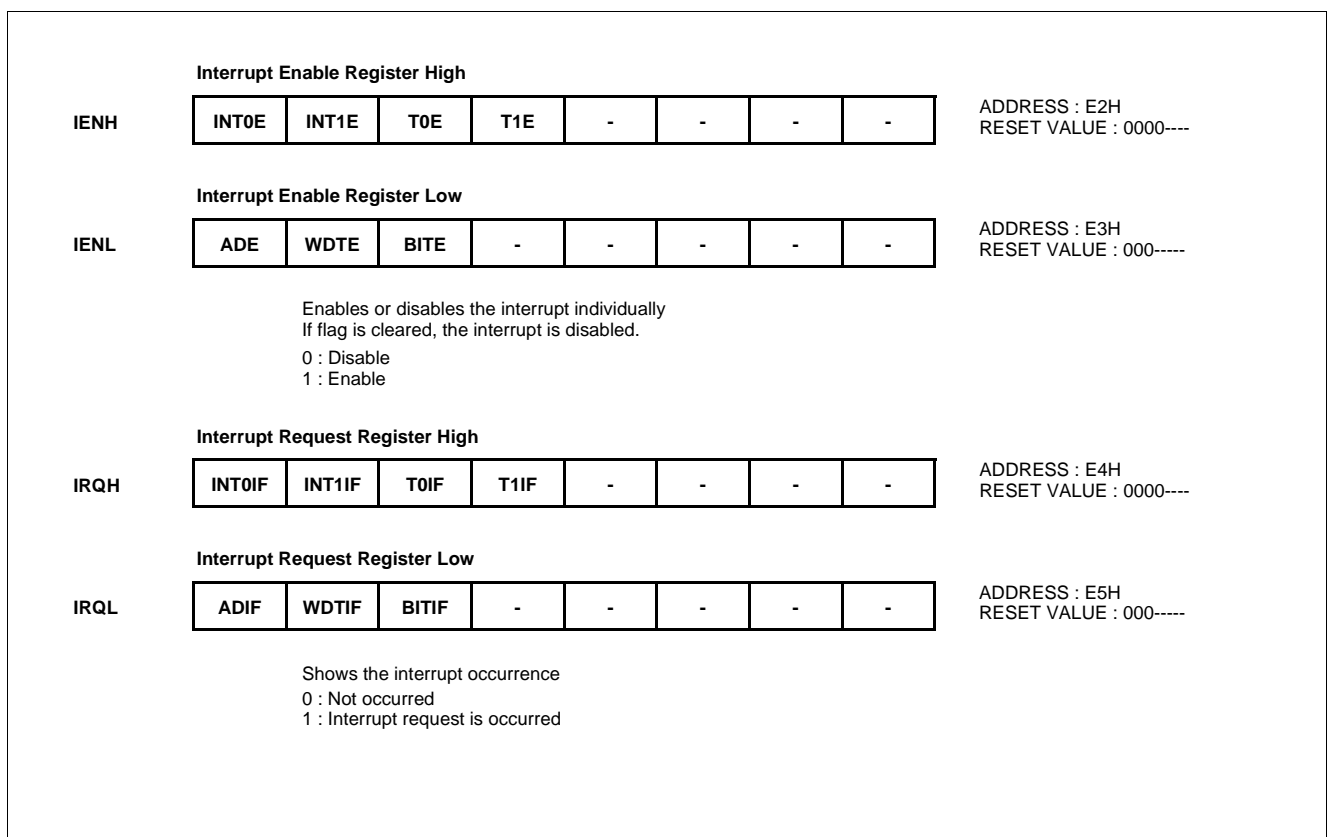 Interrupt Enable Register High
IENH INT0E INT1E T0E T1E - - - - ADDRESS : E2H
RESET VALUE : 0000----
Interrupt Enable Register Low
IENL ADE WDTE BITE - - - - - ADDRESS : E3H
RESET VALUE : 000-----
Enables or disables the interrupt individually
If flag is cleared, the interrupt is disabled.
0 : Disable
1 : Enable
Interrupt Request Register High
IRQH INT0IF INT1IF T0IF T1IF - - - - ADDRESS : E4H
RESET VALUE : 0000----
Interrupt Request Register Low
IRQL ADIF WDTIF BITIF - - - - - ADDRESS : E5H
RESET VALUE : 000-----
Shows the interrupt occurrence
0 : Not occurred
1 : Interrupt request is occurred